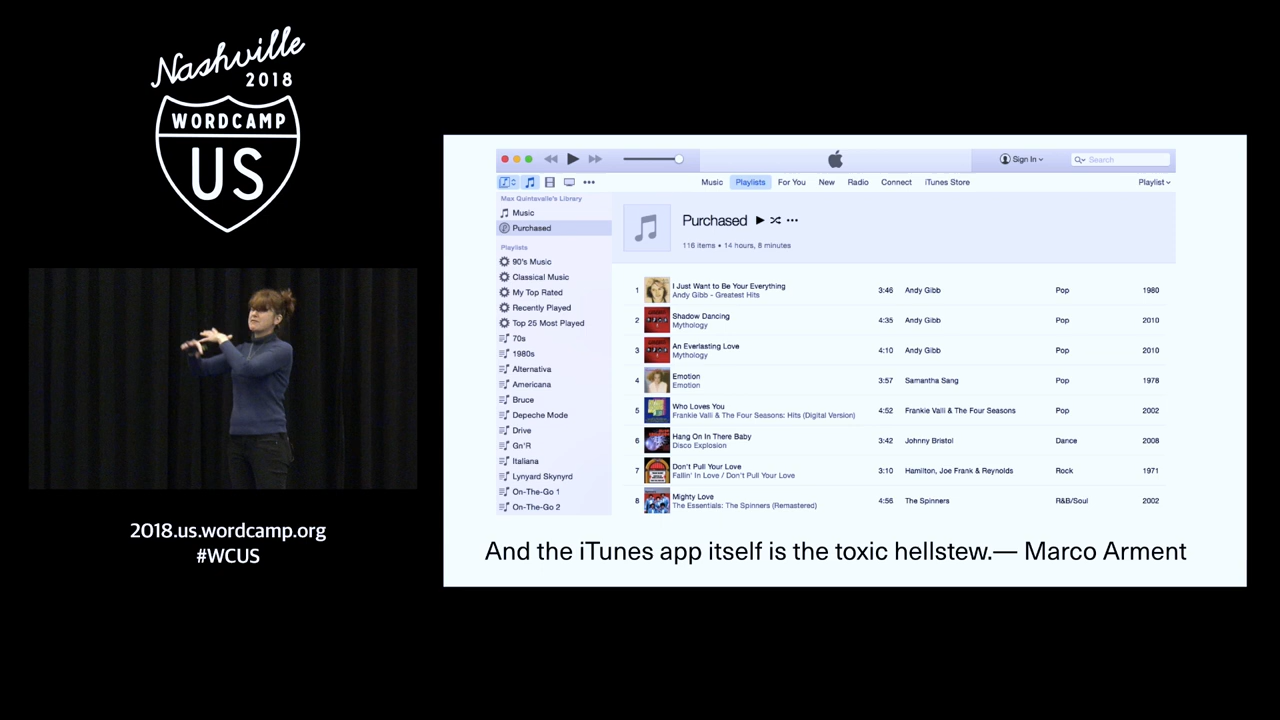 Nashville
2018
WORDCAMP
US
2018.us.wordcamp.org
#WCUS
Sign In
Search
Music
Playlists
For You
New
Radio
Connect
iTunes Store
Playlist
Max Quintavalle's Library
Music
Purchased
Playlists
90's Music
Classical Music
My Top Rated
Recently Played
Top 25 Most Played
70s
1980s
Alternativa
Americana
Bruce
Depeche Mode
Drive
Gn'R
Italiana
Lynyard Skynyrd
On-The-Go 1
On-The-Go 2
Purchased
116 items • 14 hours, 8 minutes
1 I Just Want to Be Your Everything 3:46 Andy Gibb Pop 1980
Andy Gibb - Greatest Hits
2 Shadow Dancing 4:35 Andy Gibb Pop 2010
Mythology
3 An Everlasting Love 4:10 Andy Gibb Pop 2010
Mythology
4 Emotion 3:57 Samantha Sang Pop 1978
Emotion
5 Who Loves You 4:52 Frankie Valli & The Four Seasons Pop 2002
Frankie Valli & The Four Seasons: Hits (Digital Version)
6 Hang On In There Baby 3:42 Johnny Bristol Dance 2008
Disco Explosion
7 Don't Pull Your Love 3:10 Hamilton, Joe Frank & Reynolds Rock 1971
Fallin' In Love / Don't Pull Your Love
8 Mighty Love 4:56 The Spinners R&B/Soul 2002
The Essentials: The Spinners (Remastered)
And the iTunes app itself is the toxic hellstew.— Marco Arment